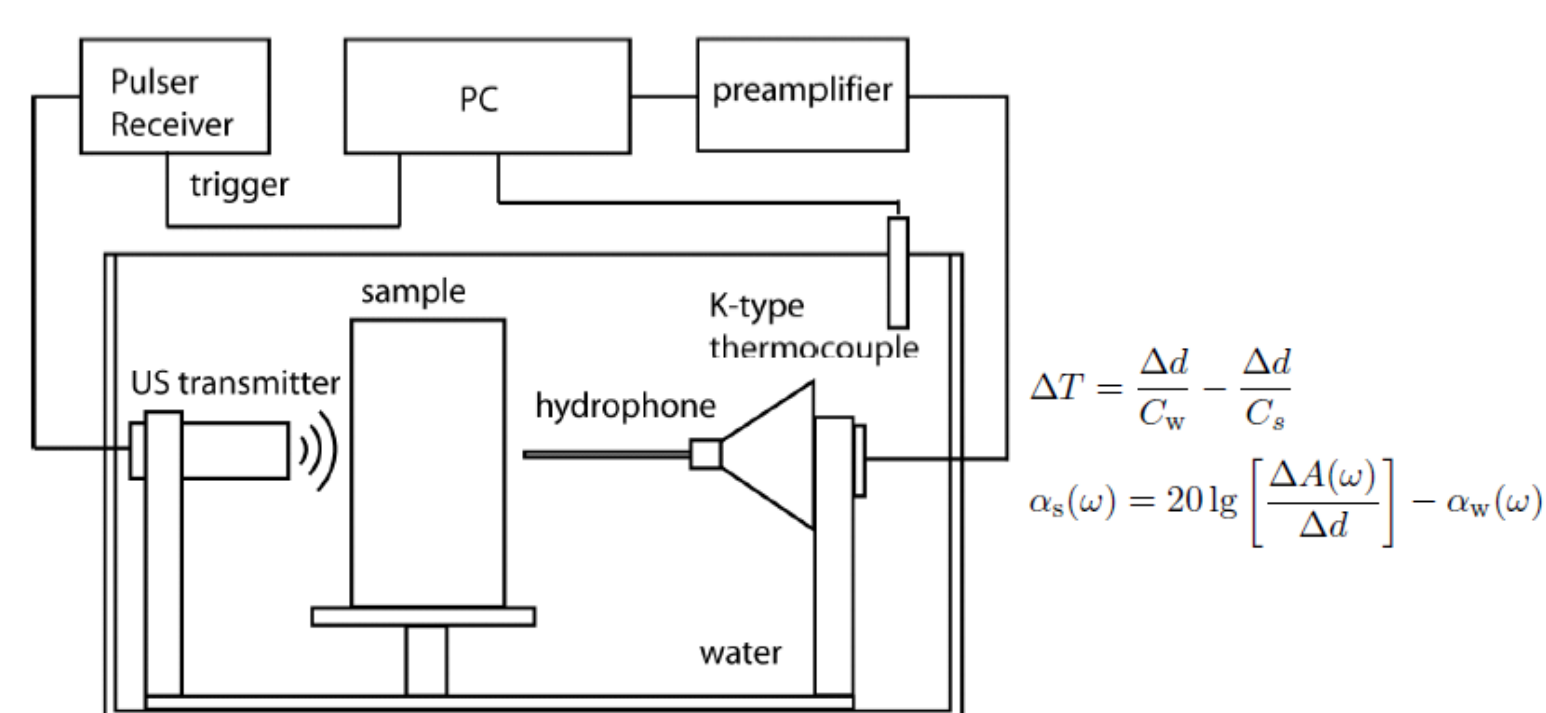 Pulser
Receiver
PC
preamplifier
trigger
sample
K-type
thermocouple
US transmitter
hydrophone
water
ΔT = Δd/C_w − Δd/C_s
α_s(ω) = 20 lg [ΔA(ω)/Δd] − α_w(ω)